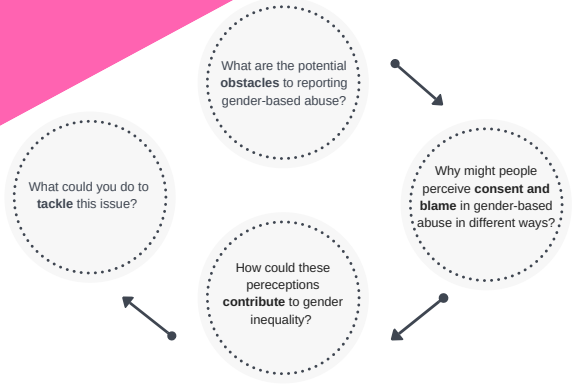 What are the potential
obstacles to reporting
gender-based abuse?
Why might people
perceive consent and
blame in gender-based
abuse in different ways?
How could these
pereceptions
contribute to gender
inequality?
What could you do to
tackle this issue?